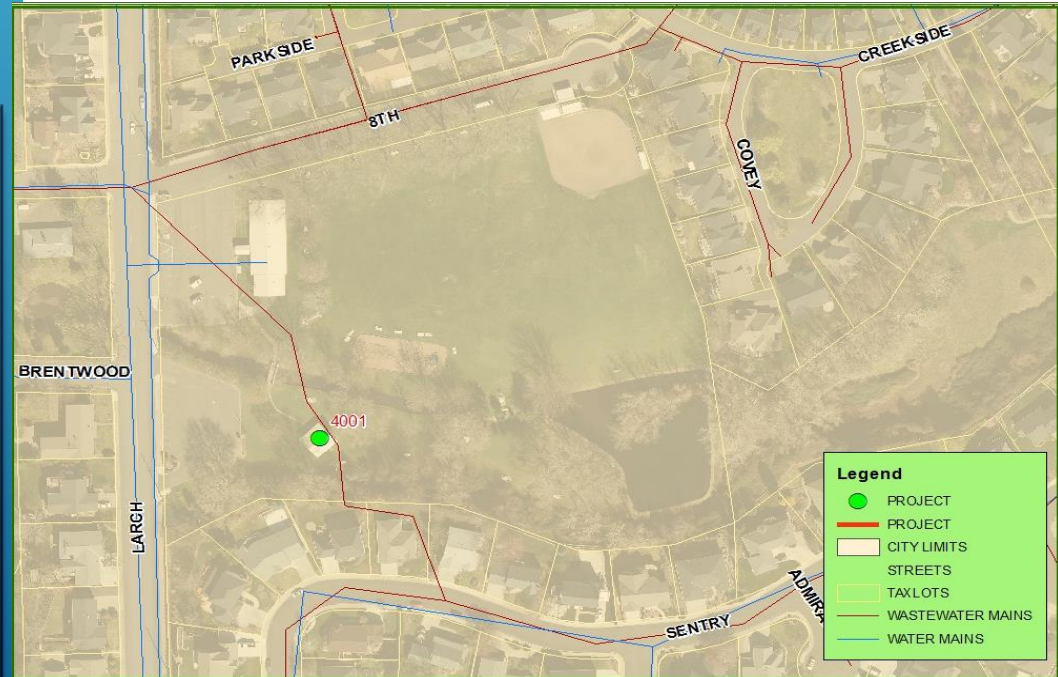 PARKSIDE
8TH
CREEKSIDE
COVEY
BRENTWOOD
4001
LARCH
SENTRY
ADMIRA
Legend
PROJECT
PROJECT
CITY LIMITS
STREETS
TAXLOTS
WASTEWATER MAINS
WATER MAINS